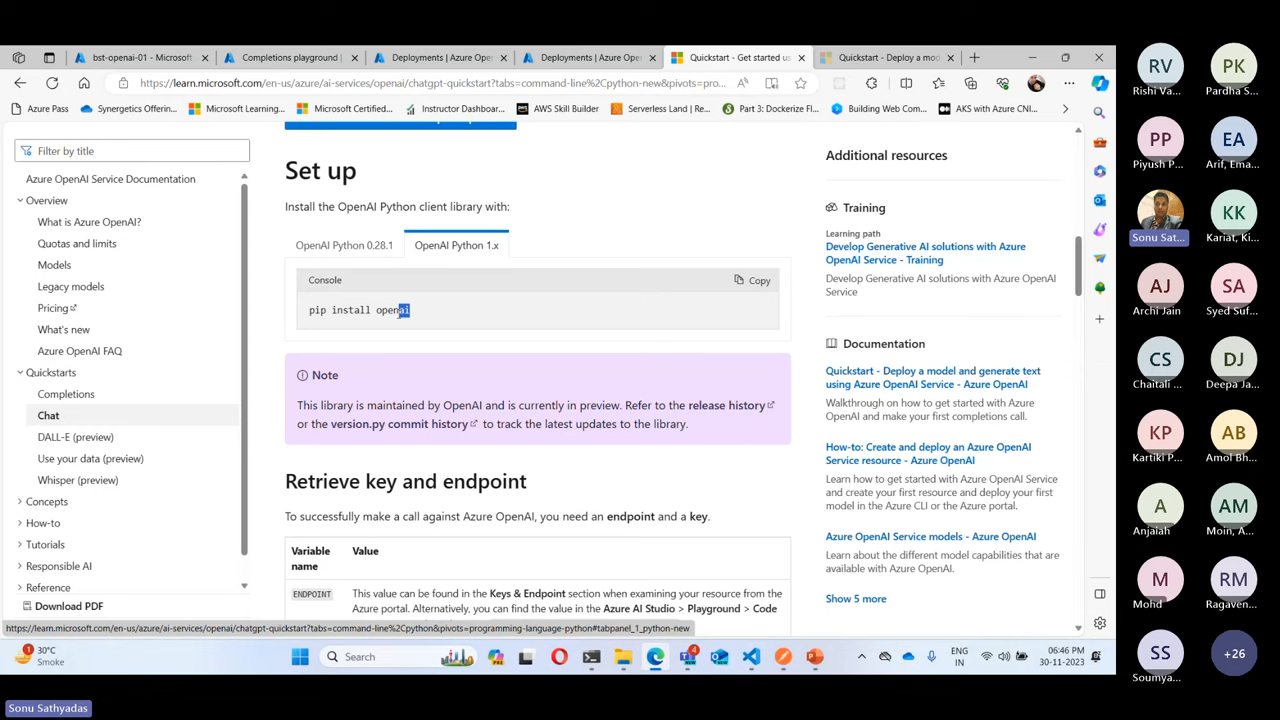 bst-openai-01 - Microsoft
Completions playground |
Deployments | Azure Open
Deployments | Azure Open
Quickstart - Get started us
Quickstart - Deploy a mod
https://learn.microsoft.com/en-us/azure/ai-services/openai/chatgpt-quickstart?tabs=command-line%2Cpython-new&pivots=pro...
Azure Pass
Synergetics Offering...
Microsoft Learning...
Microsoft Certified...
Instructor Dashboar...
AWS Skill Builder
Serverless Land | Re...
Part 3: Dockerize Fl...
Building Web Com...
AKS with Azure CNI...
Filter by title
Azure OpenAI Service Documentation
Overview
What is Azure OpenAI?
Quotas and limits
Models
Legacy models
Pricing
What's new
Azure OpenAI FAQ
Quickstarts
Completions
Chat
DALL-E (preview)
Use your data (preview)
Whisper (preview)
Concepts
How-to
Tutorials
Responsible AI
Reference
Download PDF
Set up
Install the OpenAI Python client library with:
OpenAI Python 0.28.1
OpenAI Python 1.x
Console
Copy
pip install openai
Note
This library is maintained by OpenAI and is currently in preview. Refer to the release history
or the version.py commit history to track the latest updates to the library.
Retrieve key and endpoint
To successfully make a call against Azure OpenAI, you need an endpoint and a key.
Variable
name
Value
ENDPOINT
This value can be found in the Keys & Endpoint section when examining your resource from the
Azure portal. Alternatively, you can find the value in the Azure AI Studio > Playground > Code
Additional resources
Training
Learning path
Develop Generative AI solutions with Azure
OpenAI Service - Training
Develop Generative AI solutions with Azure OpenAI
Service
Documentation
Quickstart - Deploy a model and generate text
using Azure OpenAI Service - Azure OpenAI
Walkthrough on how to get started with Azure
OpenAI and make your first completions call.
How-to: Create and deploy an Azure OpenAI
Service resource - Azure OpenAI
Learn how to get started with Azure OpenAI Service
and create your first resource and deploy your first
model in the Azure CLI or the Azure portal.
Azure OpenAI Service models - Azure OpenAI
Learn about the different model capabilities that are
available with Azure OpenAI.
Show 5 more
https://learn.microsoft.com/en-us/azure/ai-services/openai/chatgpt-quickstart?tabs=command-line%2Cpython&pivots=programming-language-python#tabpanel_1_python-new
1
30°C
Smoke
Search
4
ENG
IN
06:46 PM
30-11-2023
RV
Rishi Va...
PK
Pardha S...
PP
Piyush P...
EA
Arif, Ema...
Sonu Sat...
KK
Kariat, Ki...
AJ
Archi Jain
SA
Syed Suf...
CS
Chaitali ...
DJ
Deepa Ja...
KP
Kartiki P...
AB
Amol Bh...
A
Anjaiah
AM
Moin, A...
M
Mohd
RM
Ragaven...
SS
Soumya...
+26
Sonu Sathyadas